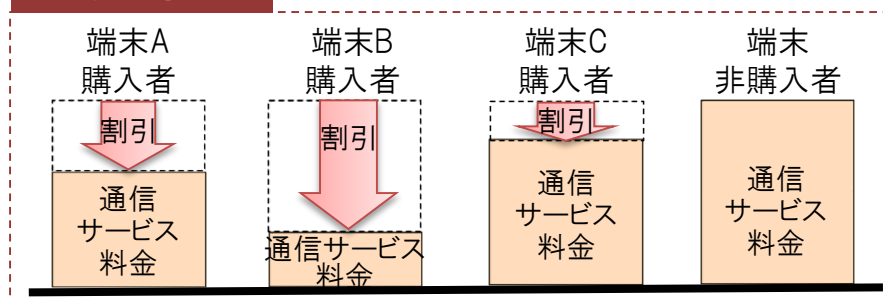 端末A
購入者
端末B
購入者
端末C
購入者
端末
非購入者
割引
割引
割引
通信
サービス
料金
通信サービス
料金
通信
サービス
料金
通信
サービス
料金